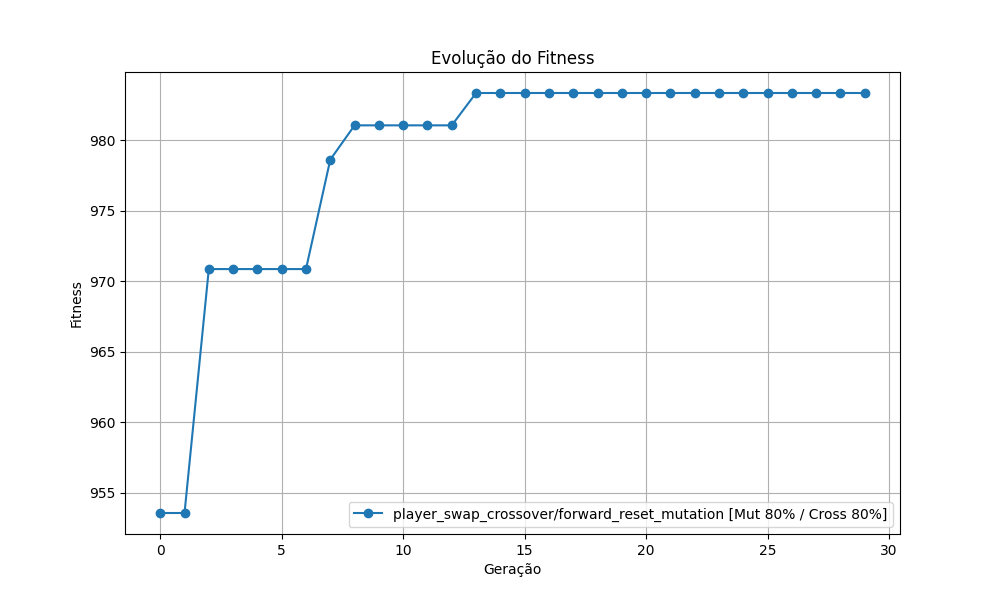 Evolução do Fitness
Fitness
980
975
970
965
960
955
player_swap_crossover/forward_reset_mutation [Mut 80% / Cross 80%]
0 5 10 15 20 25 30
Geração